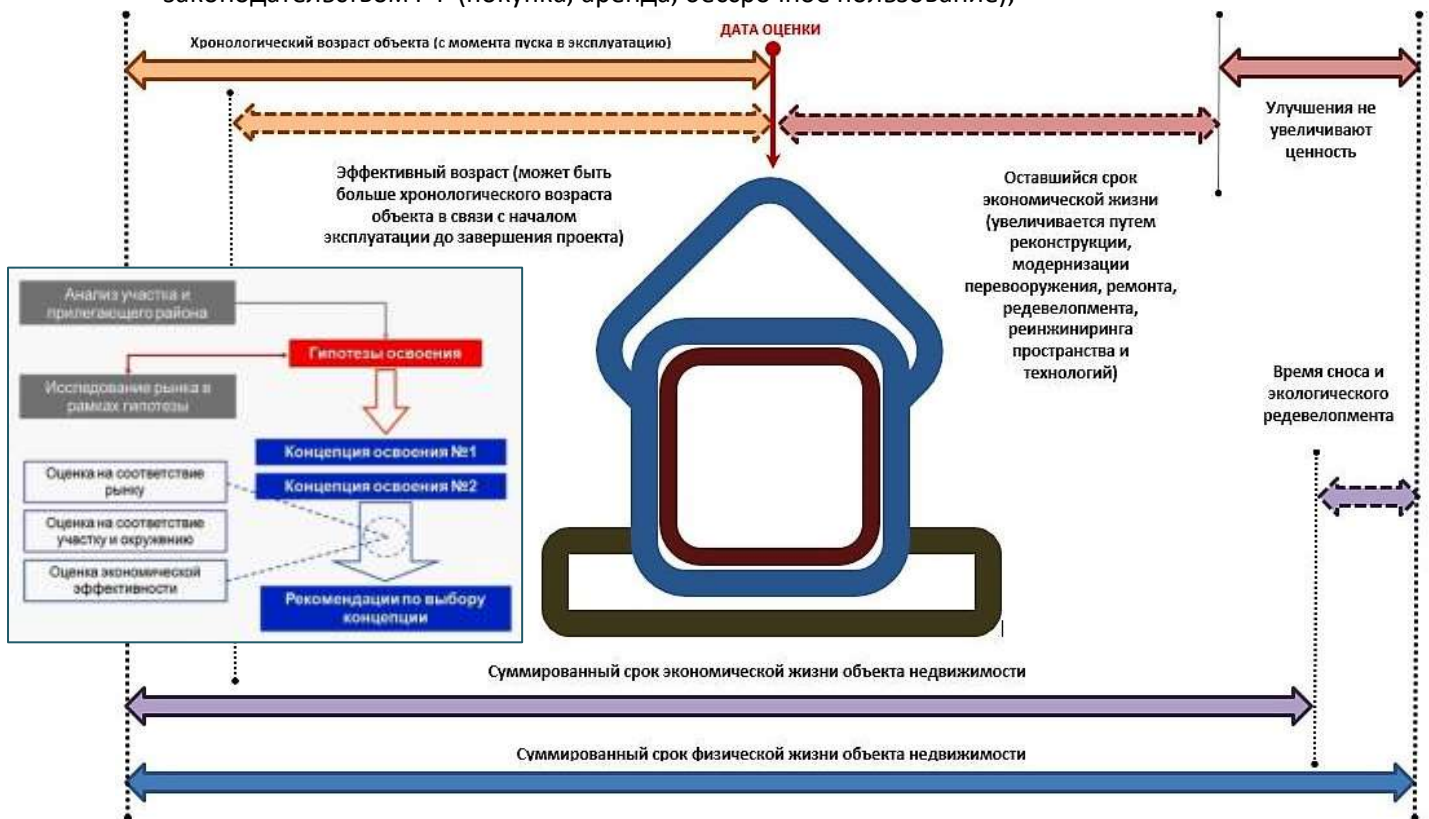 (покупка, аренда, бессрочное пользование),
Хронологический возраст объекта (с момента пуска в эксплуатацию)
ДАТА ОЦЕНКИ
Улучшения не
увеличивают
ценность
Эффективный возраст (может быть
больше хронологического возраста
объекта в связи с началом
эксплуатации до завершения проекта)
Оставшийся срок
экономической жизни
(увеличивается путем
реконструкции,
модернизации
перевооружения, ремонта,
редевелопмента,
реинжиниринга
пространства и
технологий)
Время сноса и
экологического
редевелопмента
Анализ участка и
прилегающего района
Гипотезы освоения
Исследование рынка в
рамках гипотезы
Концепция освоения №1
Концепция освоения №2
Оценка на соответствие
рынку
Оценка на соответствие
участку и окружению
Оценка экономической
эффективности
Рекомендации по выбору
концепции
Суммированный срок экономической жизни объекта недвижимости
Суммированный срок физической жизни объекта недвижимости